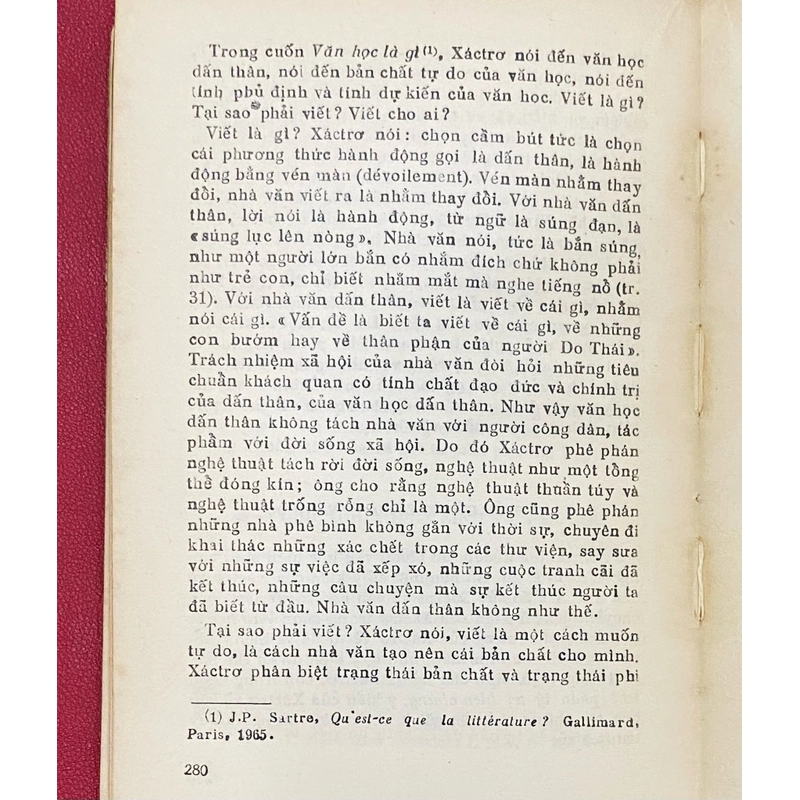 Trong cuốn Văn học là gì(1), Xáctrơ nói đến văn học
dấn thân, nói đến bản chất tự do của văn học, nói đến
tính phủ định và tính dự kiến của văn học. Viết là gì?
Tại sao phải viết? Viết cho ai?
Viết là gì? Xáctrơ nói: chọn cầm bút tức là chọn
cái phương thức hành động gọi là dấn thân, là hành
động bằng vén màn (dévoilement). Vén màn nhằm thay
đổi, nhà văn viết ra là nhằm thay đổi. Với nhà văn dấn
thân, lời nói là hành động, từ ngữ là súng đạn, là
«súng lục lên nòng». Nhà văn nói, tức là bắn súng,
như một người lớn bắn có nhắm đích chứ không phải
như trẻ con, chỉ biết nhắm mắt mà nghe tiếng nổ (tr.
31). Với nhà văn dấn thân, viết là viết về cái gì, nhằm
nói cái gì. «Vấn đề là biết ta viết về cái gì, về những
con bướm hay về thân phận của người Do Thái».
Trách nhiệm xã hội của nhà văn đòi hỏi những tiêu
chuẩn khách quan có tính chất đạo đức và chính trị
của dấn thân, của văn học dấn thân. Như vậy văn học
dấn thân không tách nhà văn với người công dân, tác
phẩm với đời sống xã hội. Do đó Xáctrơ phê phán
nghệ thuật tách rời đời sống, nghệ thuật như một tổng
thể đóng kín; ông cho rằng nghệ thuật thuần túy và
nghệ thuật trống rỗng chỉ là một. Ông cũng phê phán
những nhà phê bình không gắn với thời sự, chuyên đi
khai thác những xác chết trong các thư viện, say sưa
với những sự việc đã xếp xó, những cuộc tranh cãi đã
kết thúc, những câu chuyện mà sự kết thúc người ta
đã biết từ đầu. Nhà văn dấn thân không như thế.
Tại sao phải viết? Xáctrơ nói, viết là một cách muốn
tự do, là cách nhà văn tạo nên cái bản chất cho mình.
Xáctrơ phân biệt trạng thái bản chất và trạng thái phi
(1) J.P. Sartre, Qu'est-ce que la littérature? Gallimard,
Paris, 1965.
280